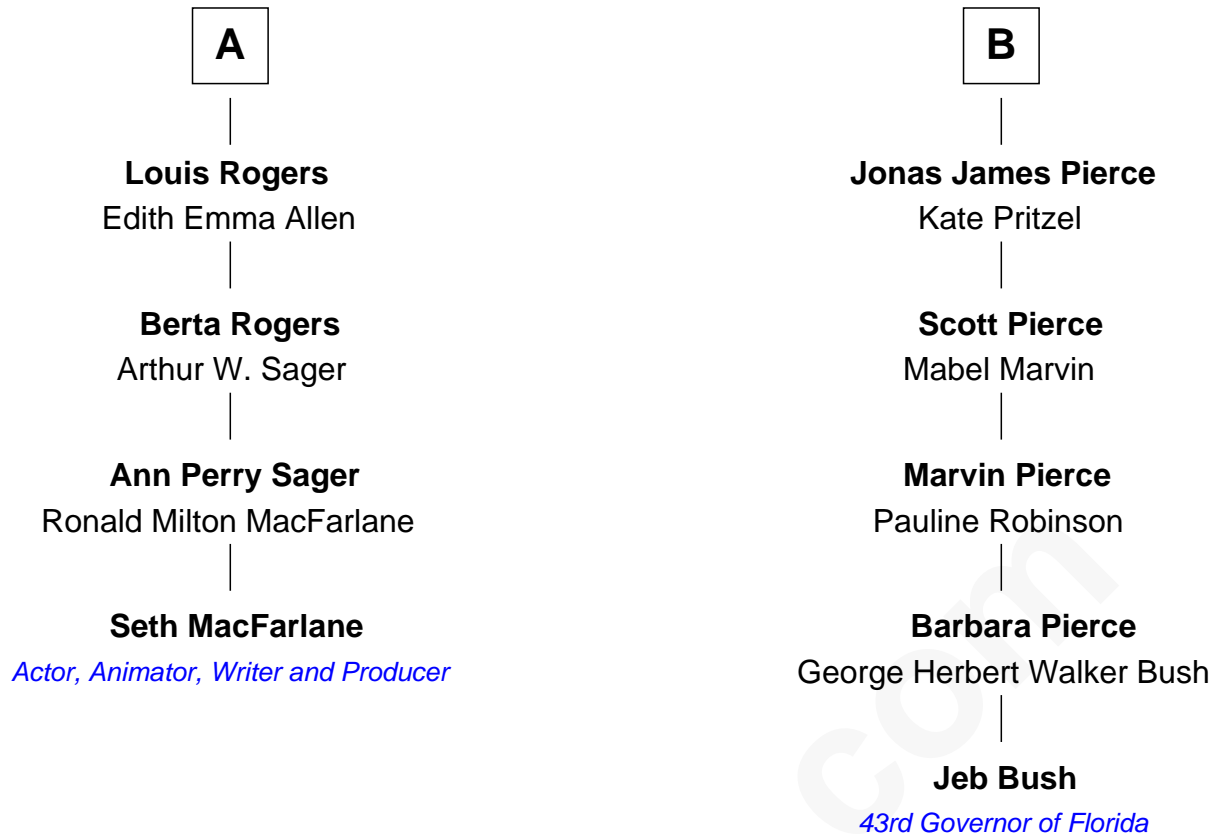 A
Louis Rogers
Edith Emma Allen
Berta Rogers
Arthur W. Sager
Ann Perry Sager
Ronald Milton MacFarlane
Seth MacFarlane
Actor, Animator, Writer and Producer
B
Jonas James Pierce
Kate Pritzel
Scott Pierce
Mabel Marvin
Marvin Pierce
Pauline Robinson
Barbara Pierce
George Herbert Walker Bush
Jeb Bush
43rd Governor of Florida
com